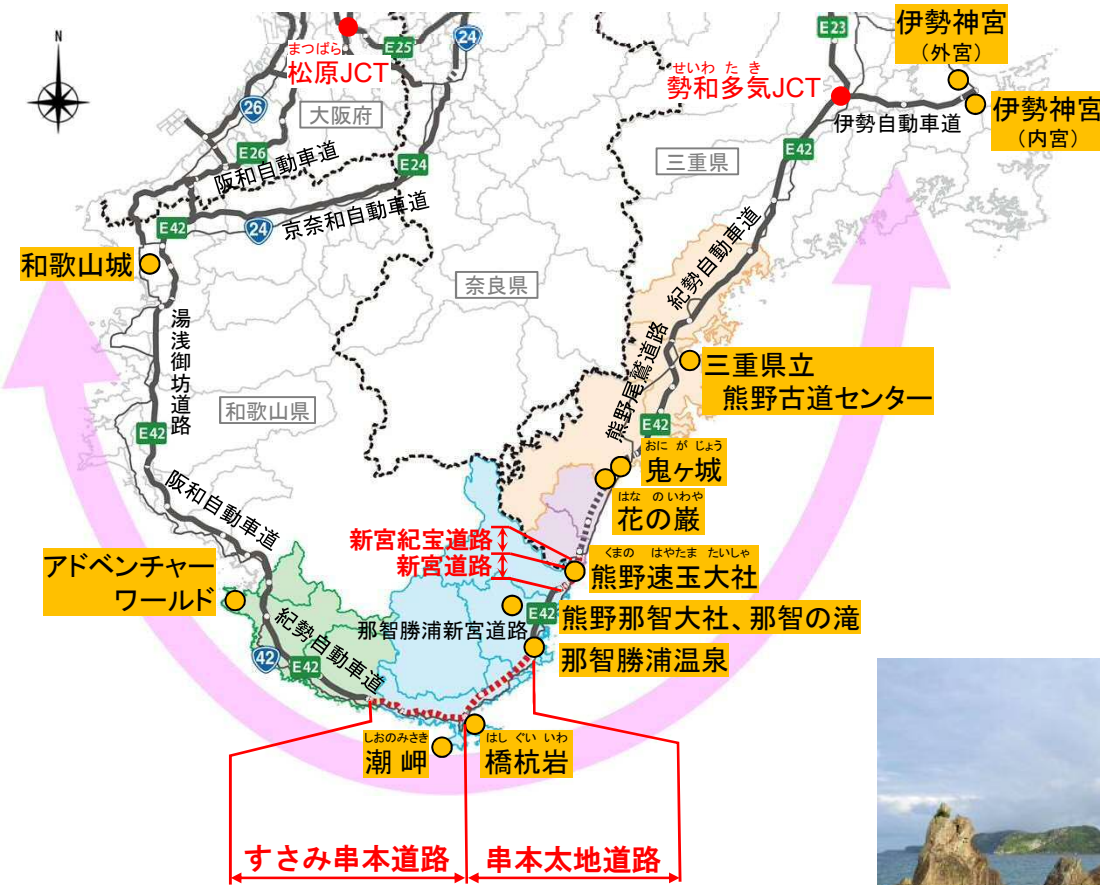 N
まつばら
松原JCT
E25
24
E23
伊勢神宮
(外宮)
せいわ たき
勢和多気JCT
伊勢神宮
(内宮)
伊勢自動車道
26
大阪府
E26
阪和自動車道
E24
三重県
E42
E42
24
京奈和自動車道
和歌山城
奈良県
紀勢自動車道
湯浅御坊道路
熊野尾鷲道路
三重県立
熊野古道センター
和歌山県
E42
E42
おに が じょう
鬼ヶ城
はな のいわや
花の巌
阪和自動車道
新宮紀宝道路
新宮道路
くまの はやたま たいしゃ
熊野速玉大社
アドベンチャー
ワールド
E42
熊野那智大社、那智の滝
紀勢自動車道
那智勝浦新宮道路
那智勝浦温泉
42
E42
しおのみさき
潮岬
はし ぐい いわ
橋杭岩
すさみ串本道路
串本太地道路